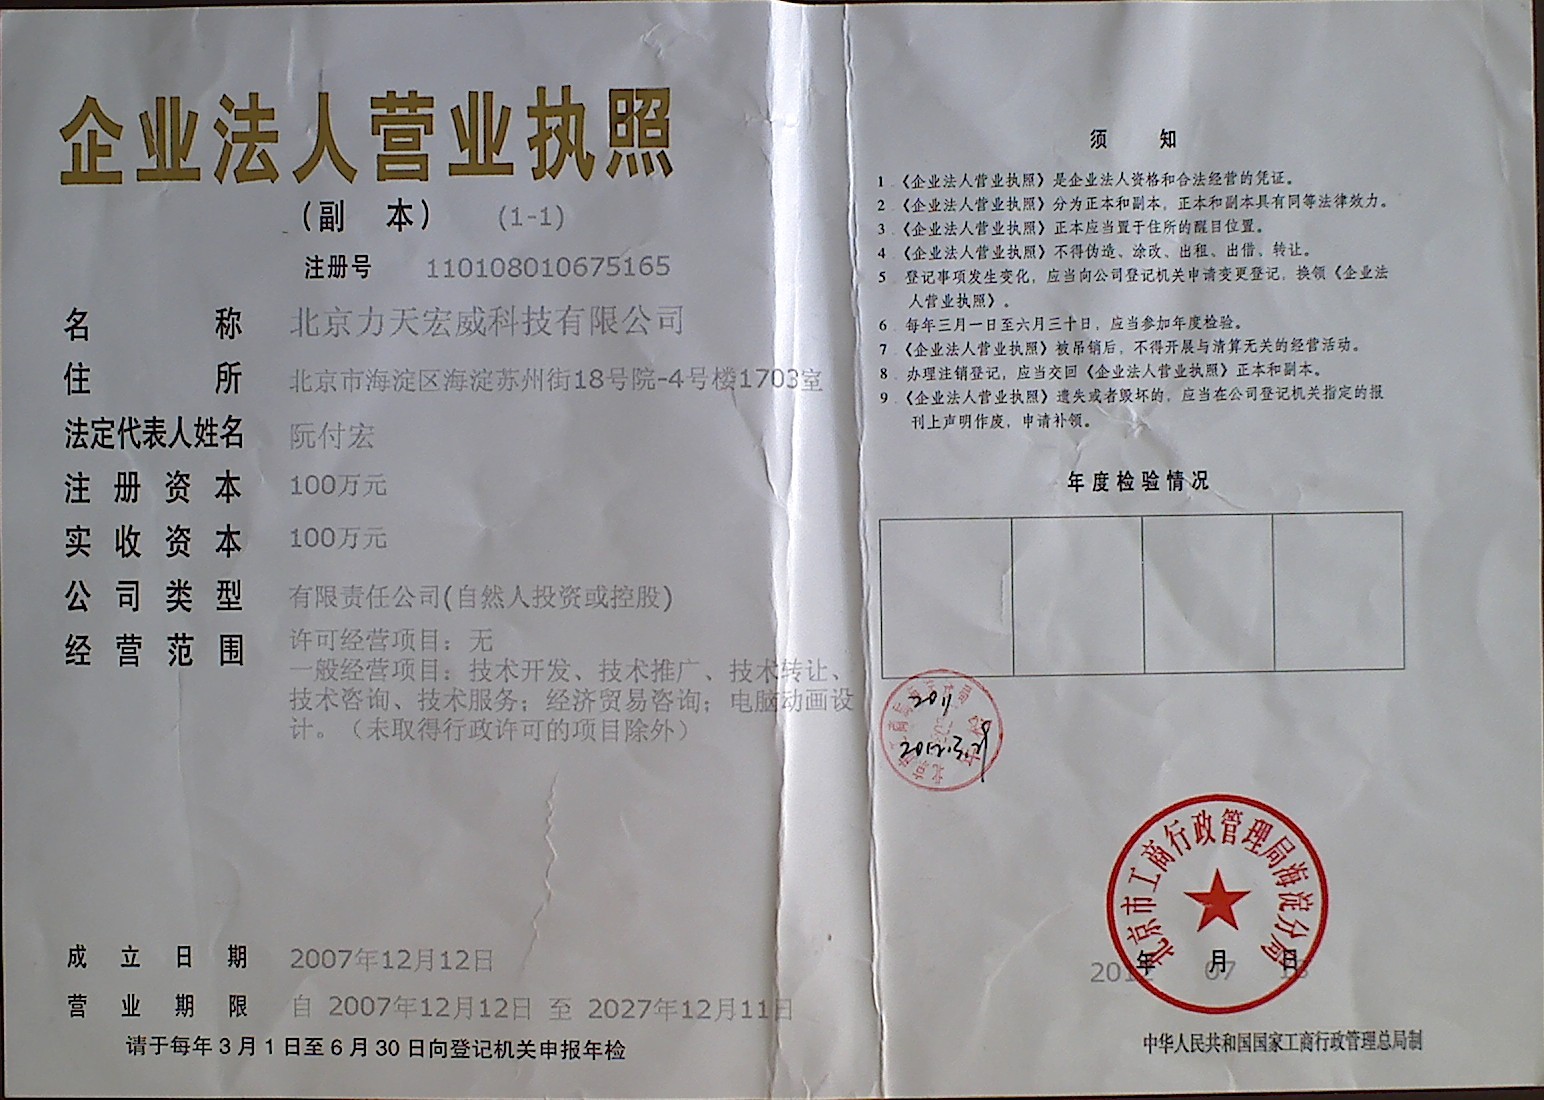 企业法人营业执照
（副 本） (1-1)
注册号 110108010675165
名 称 北京力天宏威科技有限公司
住 所 北京市海淀区海淀苏州街18号院-4号楼1703室
法定代表人姓名 阮付宏
注册资本 100万元
实收资本 100万元
公司类型 有限责任公司(自然人投资或控股)
经营范围 许可经营项目：无
一般经营项目：技术开发、技术推广、技术转让、
技术咨询、技术服务；经济贸易咨询；电脑动画设
计。（未取得行政许可的项目除外）
成立日期 2007年12月12日
营业期限 自 2007年12月12日 至 2027年12月11日
请于每年3月1日至6月30日向登记机关申报年检
须 知
1 《企业法人营业执照》是企业法人资格和合法经营的凭证。
2 《企业法人营业执照》分为正本和副本，正本和副本具有同等法律效力。
3 《企业法人营业执照》正本应当置于住所的醒目位置。
4 《企业法人营业执照》不得伪造、涂改、出租、出借、转让。
5 登记事项发生变化，应当向公司登记机关申请变更登记，换领《企业法
人营业执照》。
6 每年三月一日至六月三十日，应当参加年度检验。
7 《企业法人营业执照》被吊销后，不得开展与清算无关的经营活动。
8 办理注销登记，应当交回《企业法人营业执照》正本和副本。
9 《企业法人营业执照》遗失或者毁坏的，应当在公司登记机关指定的报
刊上声明作废，申请补领。
年度检验情况
2011
北京市工商行政管理局海淀分局
年 07 月 日
中华人民共和国国家工商行政管理总局制